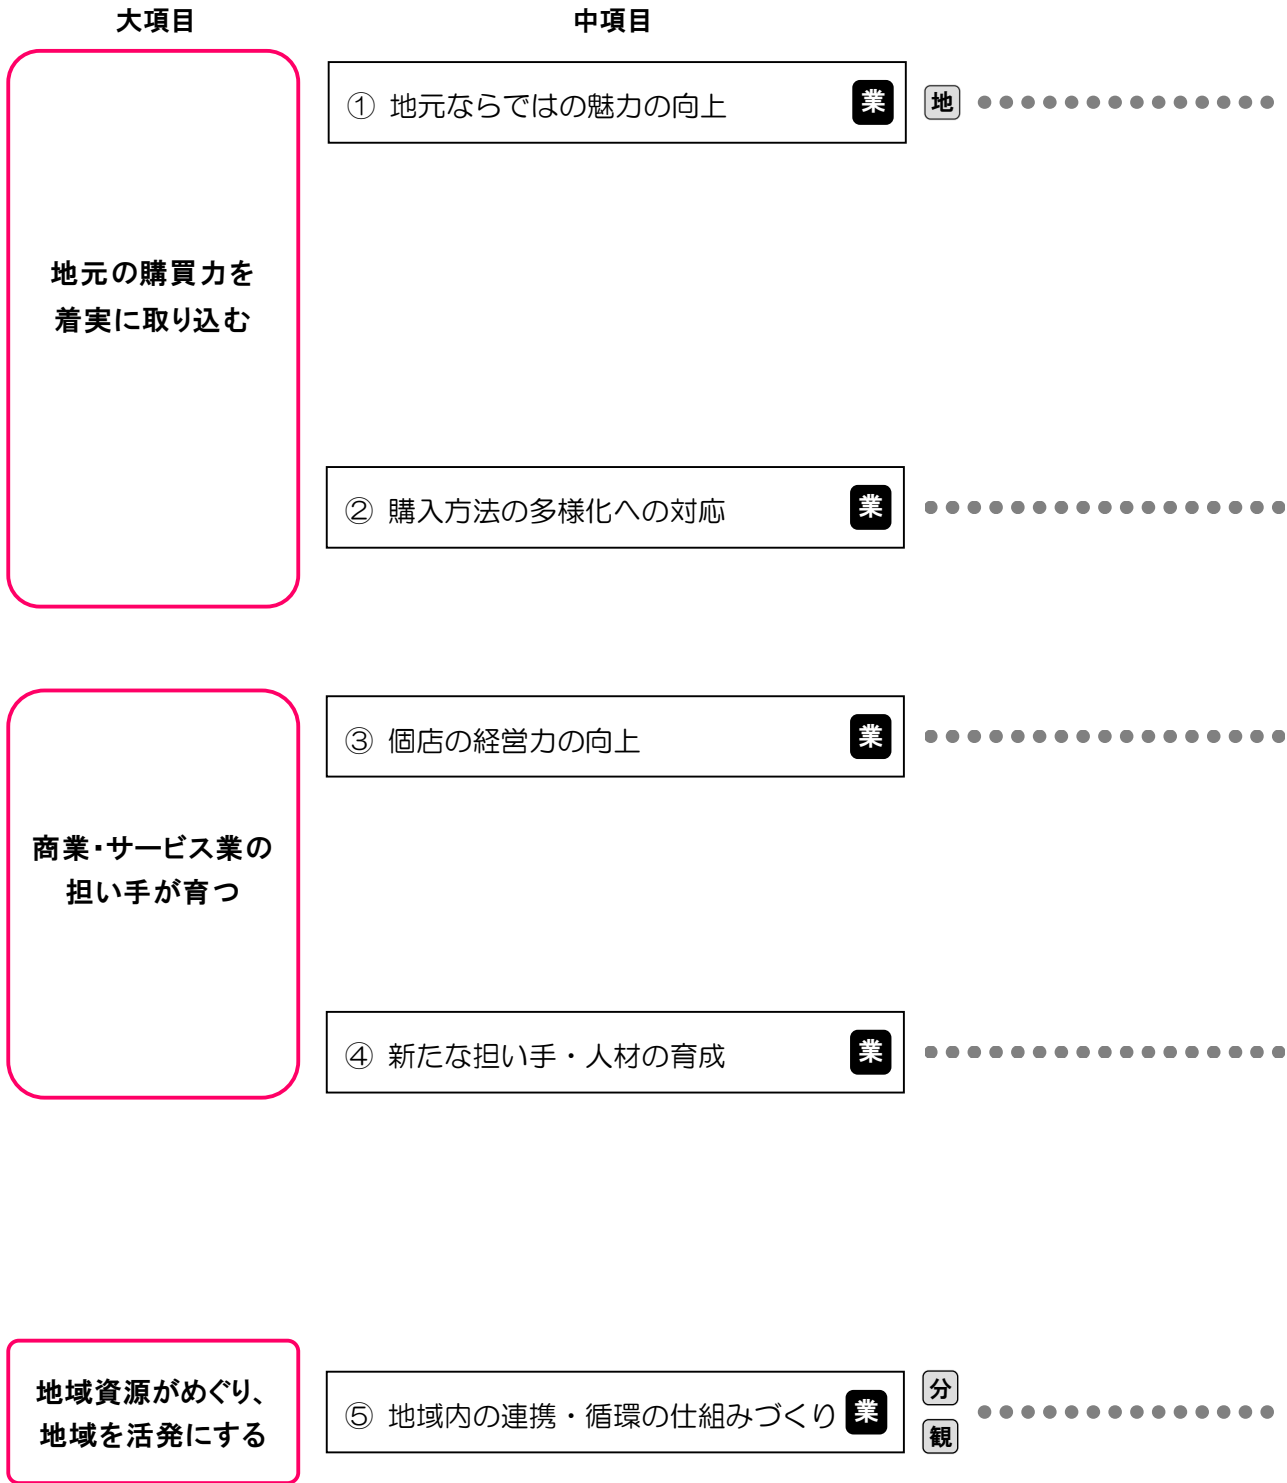 大項目 中項目
① 地元ならではの魅力の向上 業 地
地元の購買力を
着実に取り込む
② 購入方法の多様化への対応 業
③ 個店の経営力の向上 業
商業・サービス業の
担い手が育つ
④ 新たな担い手・人材の育成 業
地域資源がめぐり、
地域を活発にする
⑤ 地域内の連携・循環の仕組みづくり 業
分
観